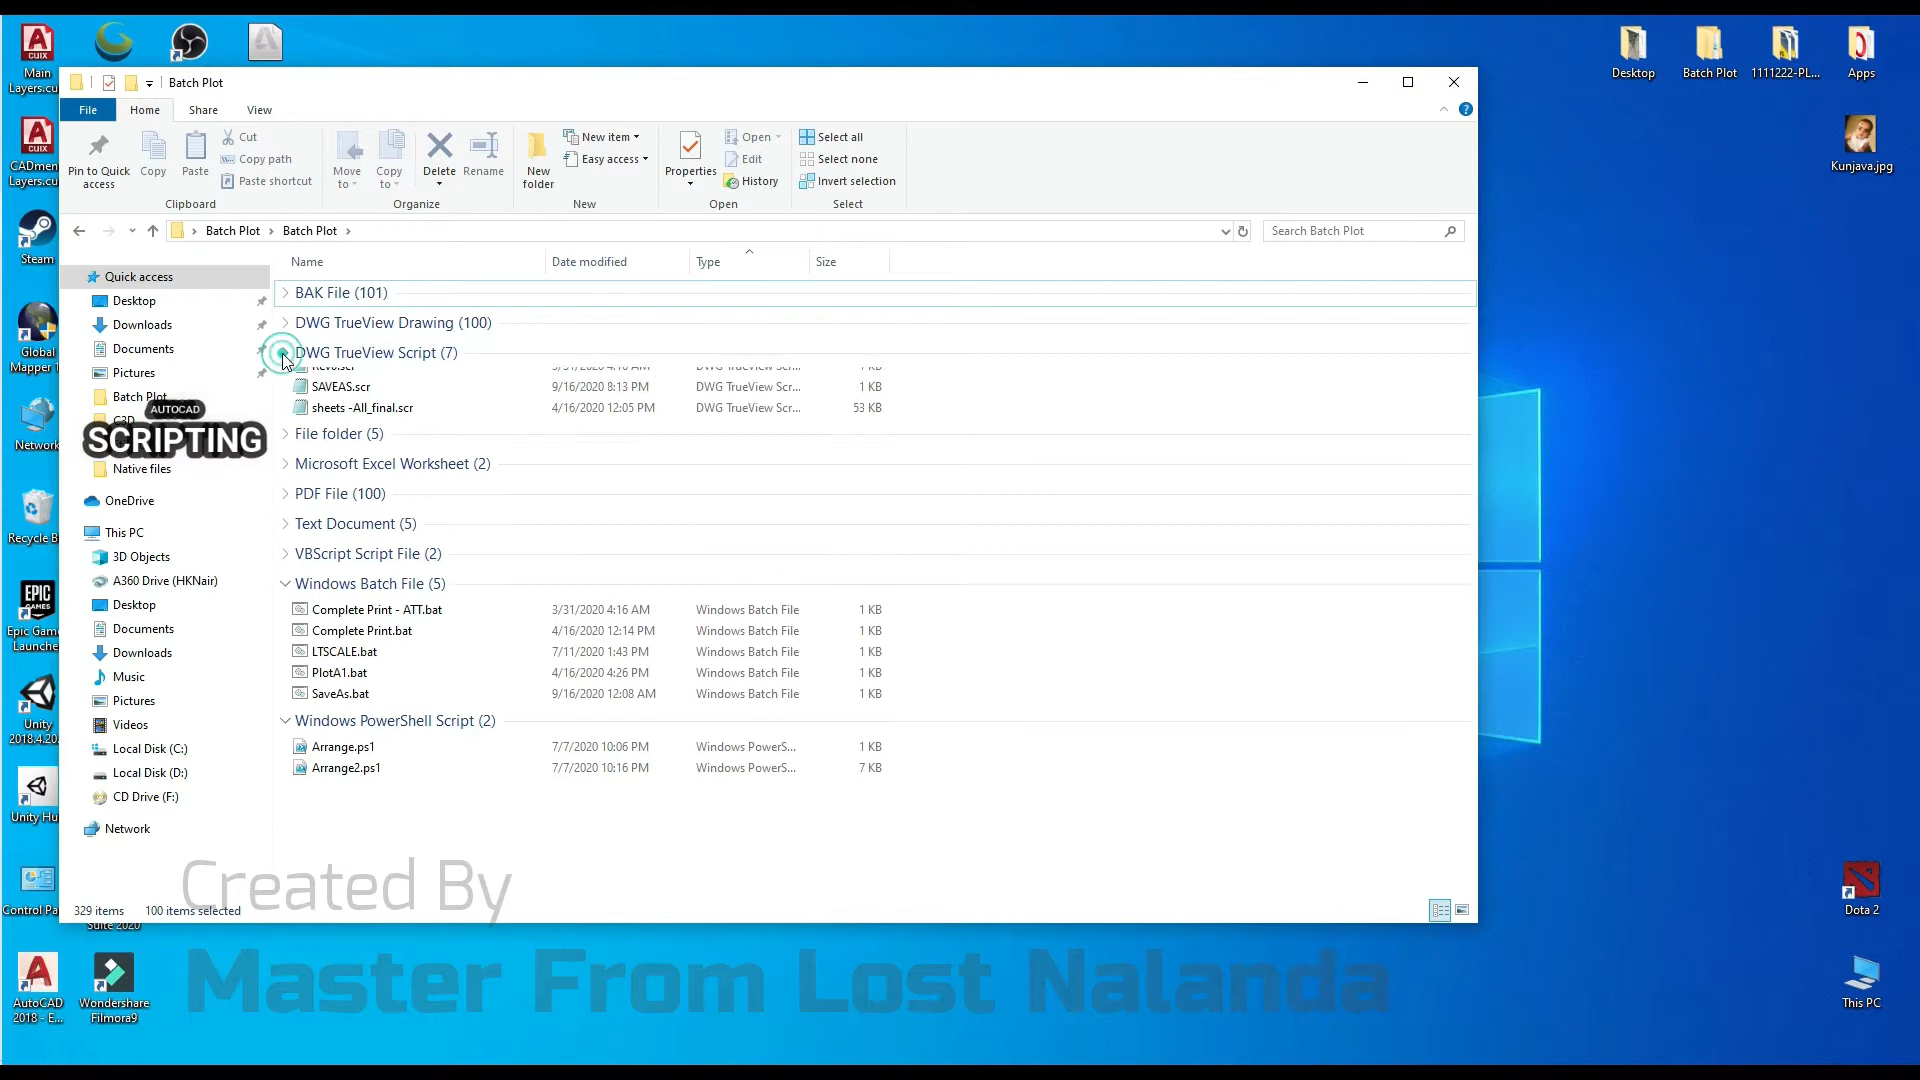 Main
Layers.cu
CADmen
Layers.cu
Steam
Global
Mapper 1
Network
Recycle B
Epic Gam
Launche
Unity
2018.4.20
Unity Hu
Control Pa
Suite 2020
AutoCAD
2018 - E...
Wondershare
Filmora9
Desktop
Batch Plot
1111222-PL...
Apps
Kunjava.jpg
Dota 2
This PC
Batch Plot
File
Home
Share
View
Pin to Quick
access
Copy
Paste
Cut
Copy path
Paste shortcut
Clipboard
Move
to
Copy
to
Delete
Rename
Organize
New
folder
New item
Easy access
New
Properties
Open
Edit
History
Open
Select all
Select none
Invert selection
Select
Batch Plot
Batch Plot
Search Batch Plot
Name
Date modified
Type
Size
Quick access
Desktop
Downloads
Documents
Pictures
Batch Plot
C3D
AUTOCAD
SCRIPTING
Native files
OneDrive
This PC
3D Objects
A360 Drive (HKNair)
Desktop
Documents
Downloads
Music
Pictures
Videos
Local Disk (C:)
Local Disk (D:)
CD Drive (F:)
Network
BAK File (101)
DWG TrueView Drawing (100)
DWG TrueView Script (7)
SAVEAS.scr 9/16/2020 8:13 PM DWG TrueView Scr... 1 KB
sheets -All_final.scr 4/16/2020 12:05 PM DWG TrueView Scr... 53 KB
File folder (5)
Microsoft Excel Worksheet (2)
PDF File (100)
Text Document (5)
VBScript Script File (2)
Windows Batch File (5)
Complete Print - ATT.bat 3/31/2020 4:16 AM Windows Batch File 1 KB
Complete Print.bat 4/16/2020 12:14 PM Windows Batch File 1 KB
LTSCALE.bat 7/11/2020 1:43 PM Windows Batch File 1 KB
PlotA1.bat 4/16/2020 4:26 PM Windows Batch File 1 KB
SaveAs.bat 9/16/2020 12:08 AM Windows Batch File 1 KB
Windows PowerShell Script (2)
Arrange.ps1 7/7/2020 10:06 PM Windows PowerS... 1 KB
Arrange2.ps1 7/7/2020 10:16 PM Windows PowerS... 7 KB
329 items
100 items selected
Created By
Master From Lost Nalanda